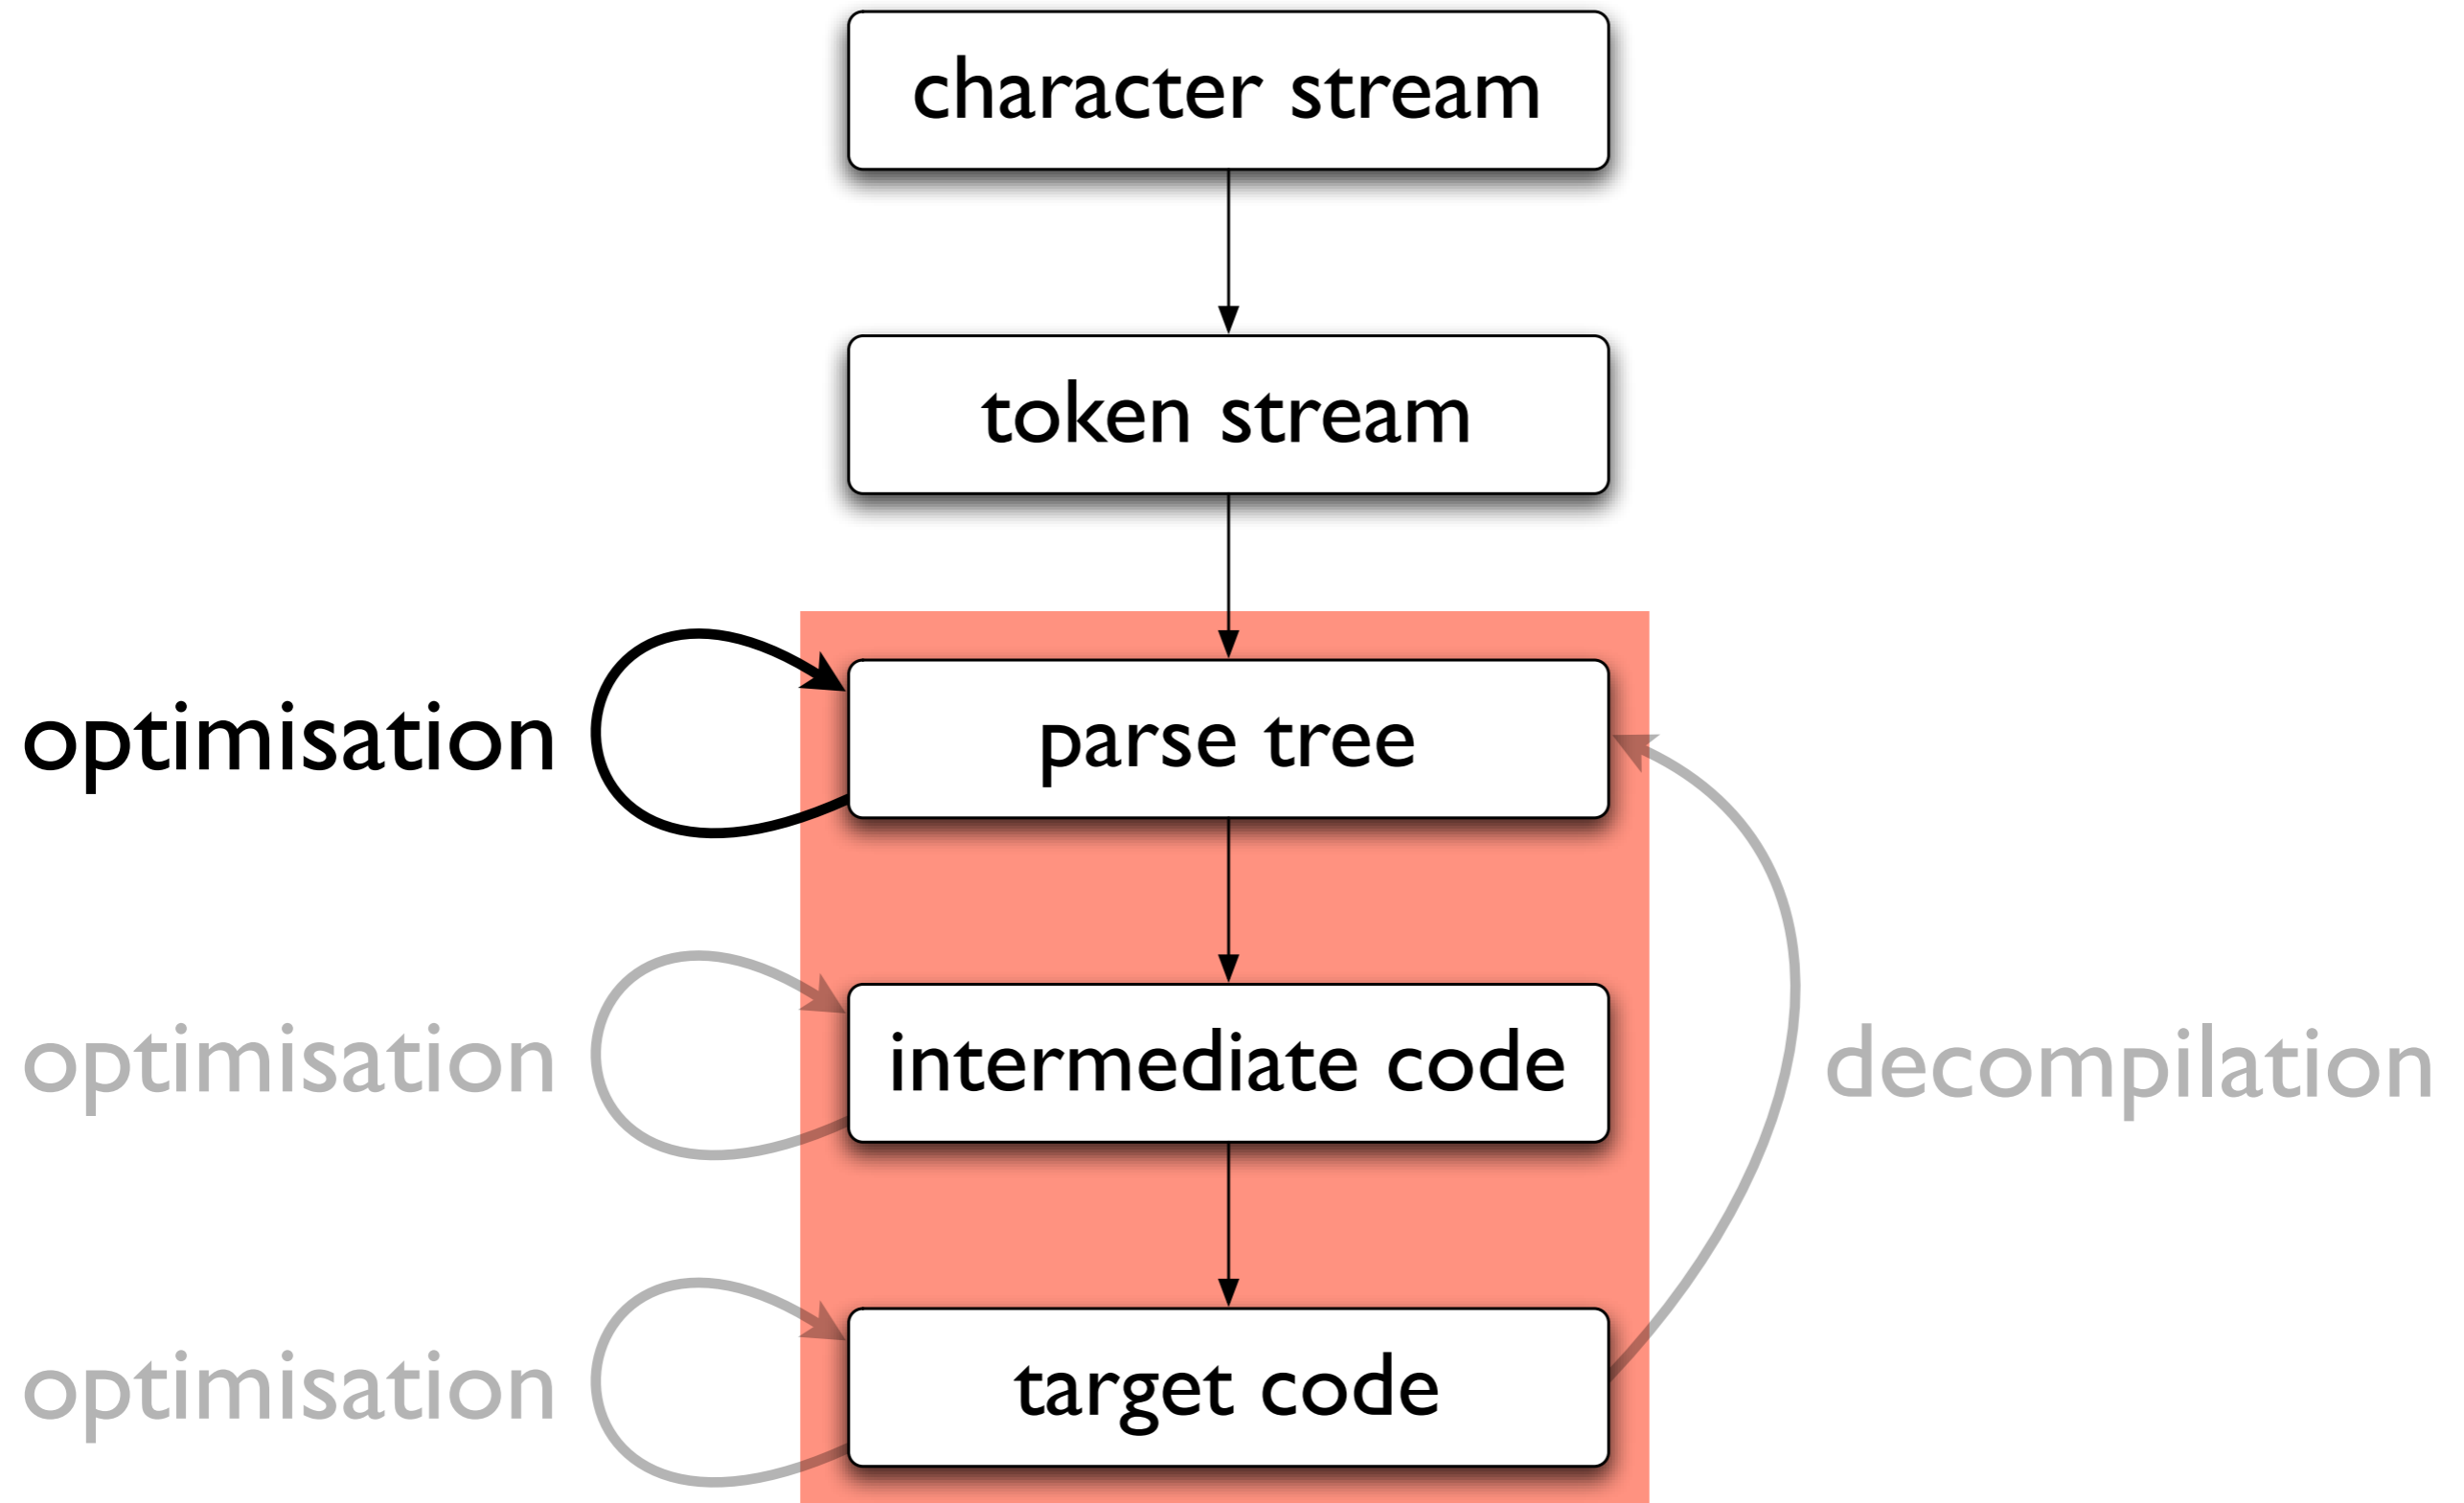 character stream
token stream
optimisation
parse tree
optimisation
intermediate code
decompilation
optimisation
target code